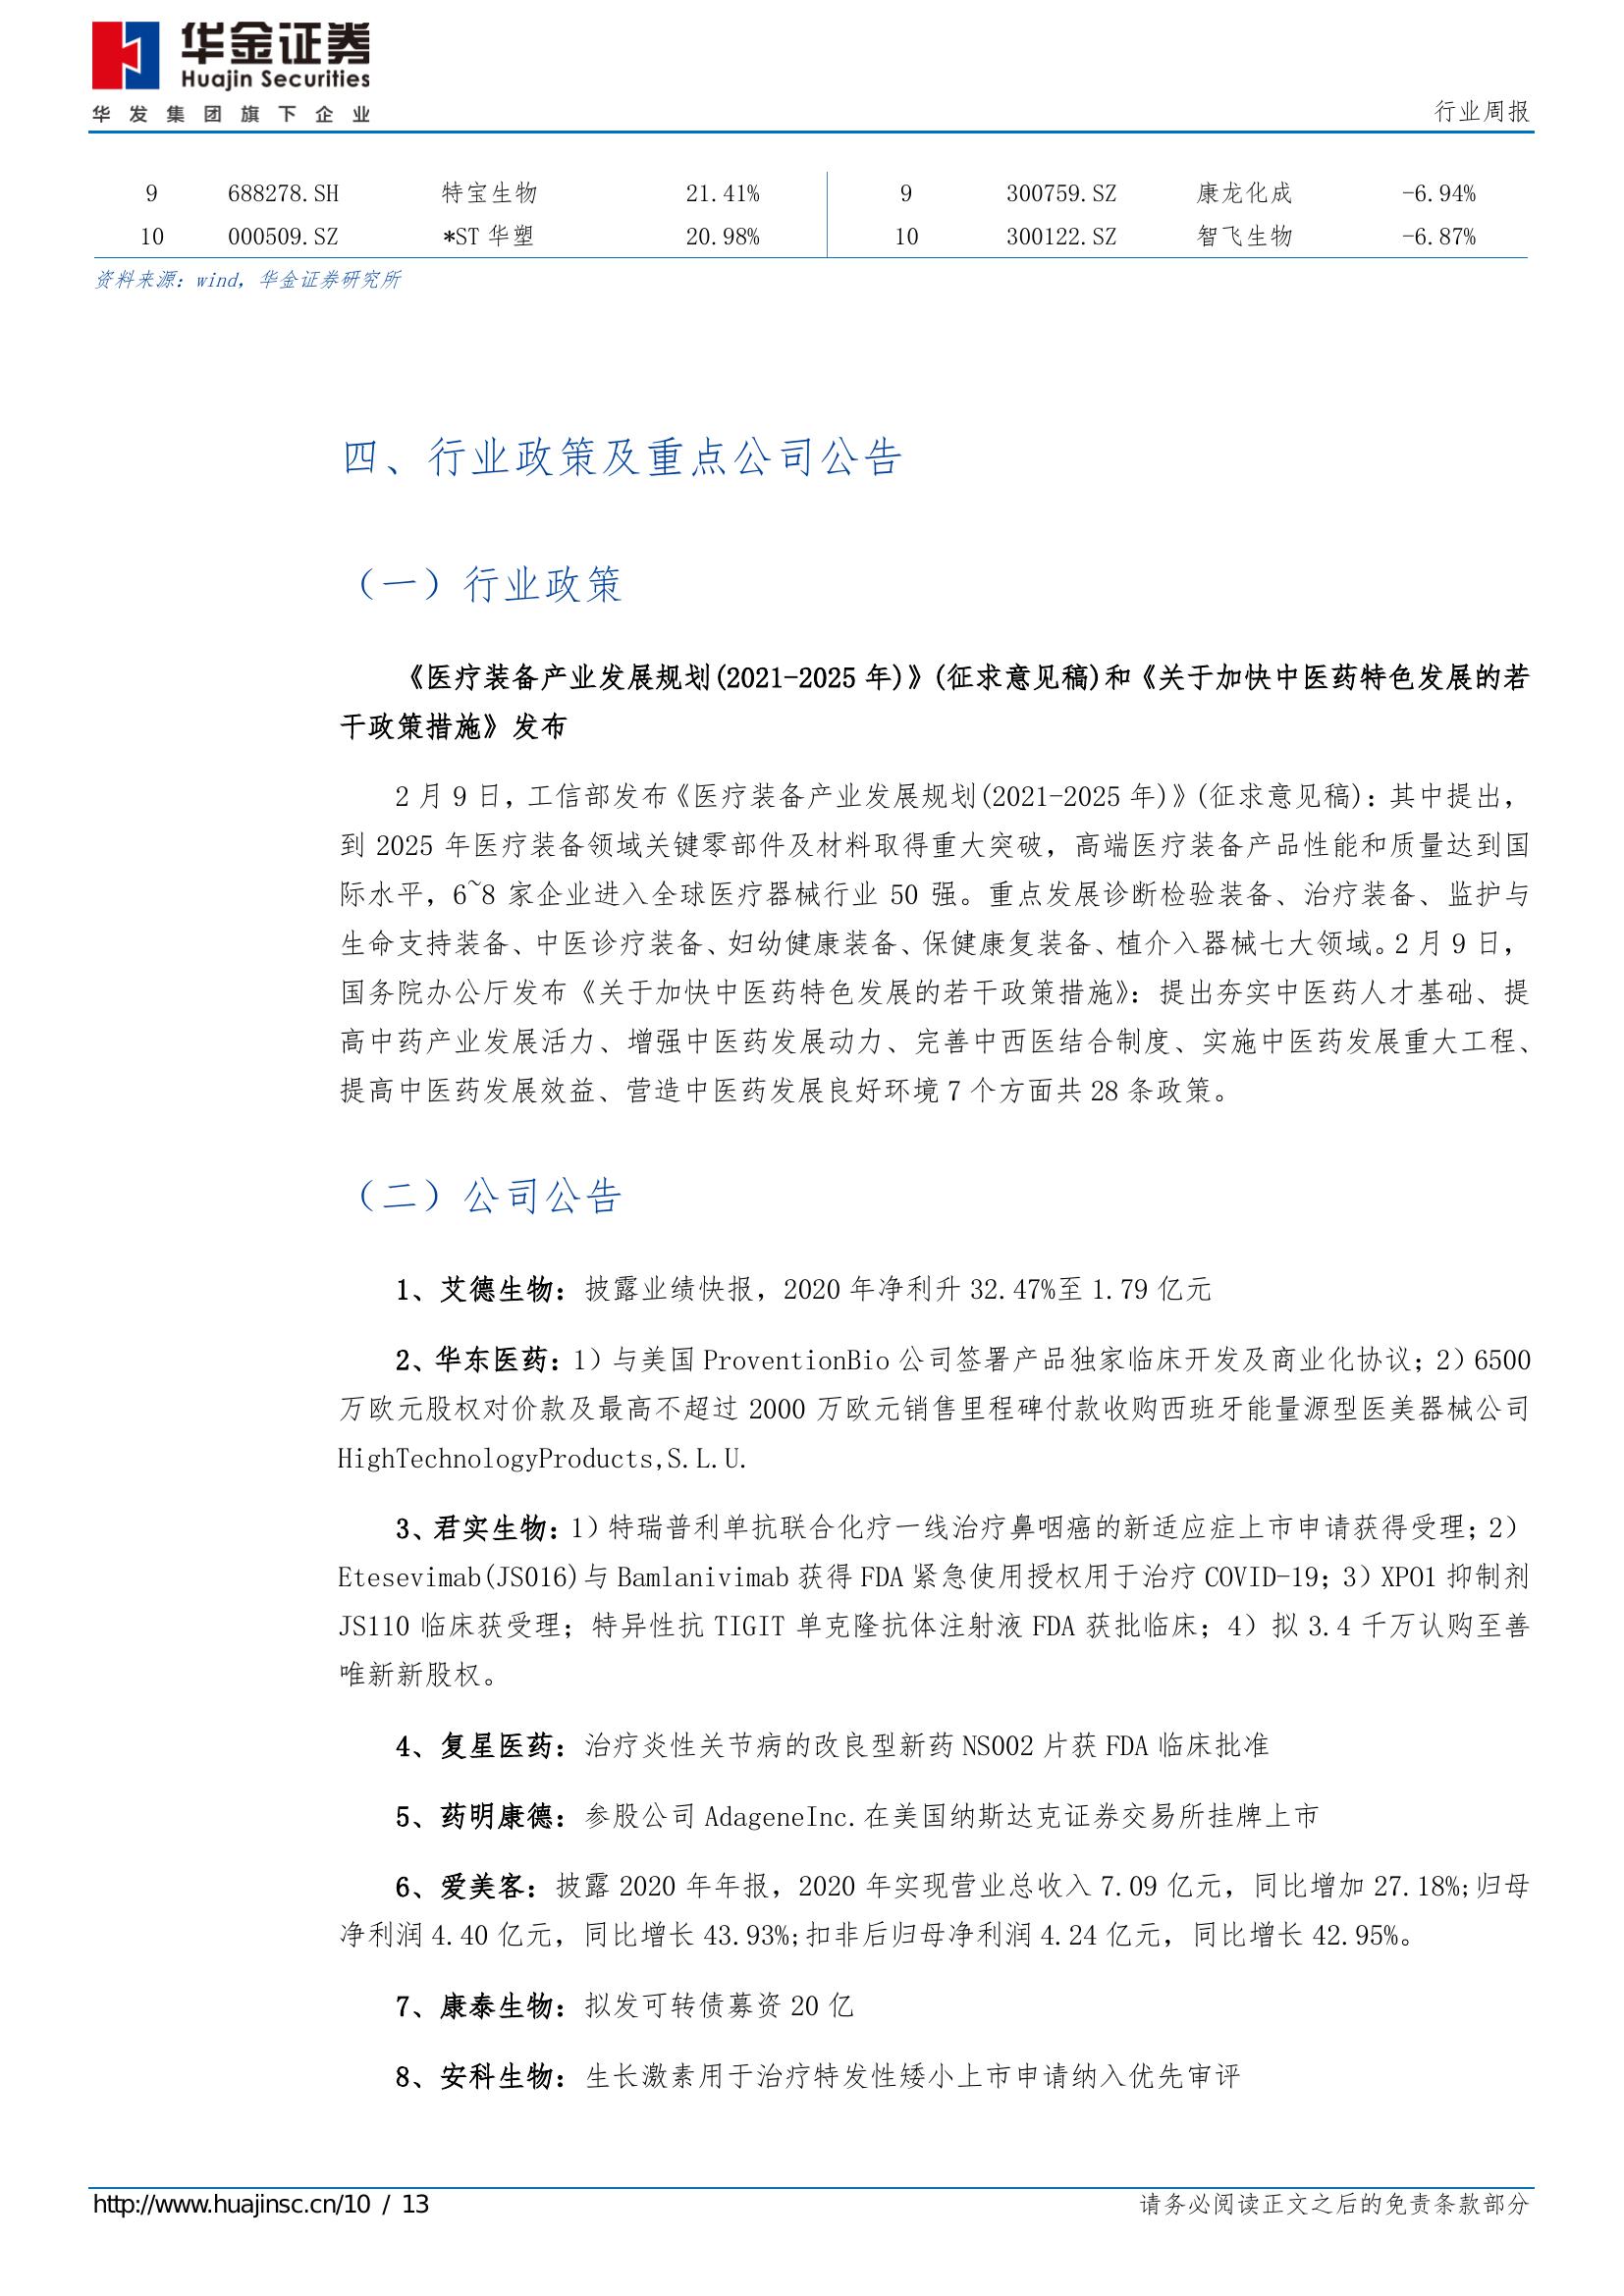 华金证券
Huajin Securities
华发集团旗下企业
行业周报
9 688278.SH 特宝生物 21.41% 9 300759.SZ 康龙化成 -6.94%
10 000509.SZ *ST 华塑 20.98% 10 300122.SZ 智飞生物 -6.87%
资料来源：wind，华金证券研究所
四、行业政策及重点公司公告
（一）行业政策
《医疗装备产业发展规划(2021-2025 年)》(征求意见稿)和《关于加快中医药特色发展的若
干政策措施》发布
2 月 9 日，工信部发布《医疗装备产业发展规划(2021-2025 年)》(征求意见稿)：其中提出，
到 2025 年医疗装备领域关键零部件及材料取得重大突破，高端医疗装备产品性能和质量达到国
际水平，6~8 家企业进入全球医疗器械行业 50 强。重点发展诊断检验装备、治疗装备、监护与
生命支持装备、中医诊疗装备、妇幼健康装备、保健康复装备、植介入器械七大领域。2 月 9 日，
国务院办公厅发布《关于加快中医药特色发展的若干政策措施》：提出夯实中医药人才基础、提
高中药产业发展活力、增强中医药发展动力、完善中西医结合制度、实施中医药发展重大工程、
提高中医药发展效益、营造中医药发展良好环境 7 个方面共 28 条政策。
（二）公司公告
1、艾德生物：披露业绩快报，2020 年净利升 32.47%至 1.79 亿元
2、华东医药：1）与美国 ProventionBio 公司签署产品独家临床开发及商业化协议；2）6500
万欧元股权对价款及最高不超过 2000 万欧元销售里程碑付款收购西班牙能量源型医美器械公司
HighTechnologyProducts,S.L.U.
3、君实生物：1）特瑞普利单抗联合化疗一线治疗鼻咽癌的新适应症上市申请获得受理；2）
Etesevimab(JS016)与 Bamlanivimab 获得 FDA 紧急使用授权用于治疗 COVID-19；3）XPO1 抑制剂
JS110 临床获受理；特异性抗 TIGIT 单克隆抗体注射液 FDA 获批临床；4）拟 3.4 千万认购至善
唯新新股权。
4、复星医药：治疗炎性关节病的改良型新药 NS002 片获 FDA 临床批准
5、药明康德：参股公司 AdageneInc.在美国纳斯达克证券交易所挂牌上市
6、爱美客：披露 2020 年年报，2020 年实现营业总收入 7.09 亿元，同比增加 27.18%;归母
净利润 4.40 亿元，同比增长 43.93%;扣非后归母净利润 4.24 亿元，同比增长 42.95%。
7、康泰生物：拟发可转债募资 20 亿
8、安科生物：生长激素用于治疗特发性矮小上市申请纳入优先审评
http://www.huajinsc.cn/10 / 13
请务必阅读正文之后的免责条款部分